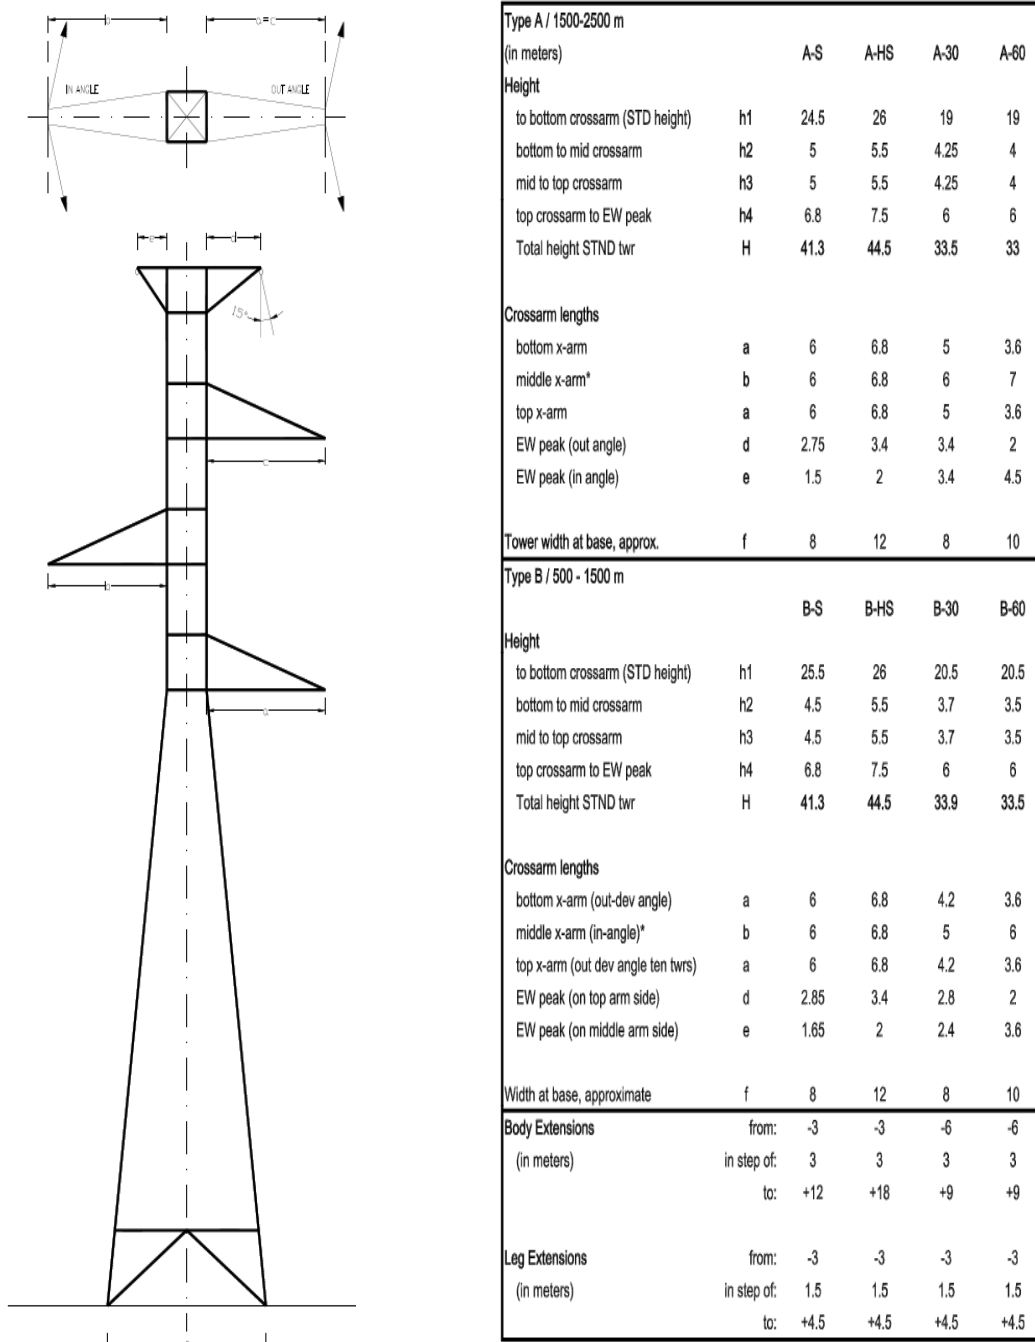 b
a = c
IN ANGLE
OUT ANGLE
e
d
15°
c
b
a
Type A / 1500-2500 m
(in meters) A-S A-HS A-30 A-60
Height
to bottom crossarm (STD height) h1 24.5 26 19 19
bottom to mid crossarm h2 5 5.5 4.25 4
mid to top crossarm h3 5 5.5 4.25 4
top crossarm to EW peak h4 6.8 7.5 6 6
Total height STND twr H 41.3 44.5 33.5 33
Crossarm lengths
bottom x-arm a 6 6.8 5 3.6
middle x-arm* b 6 6.8 6 7
top x-arm a 6 6.8 5 3.6
EW peak (out angle) d 2.75 3.4 3.4 2
EW peak (in angle) e 1.5 2 3.4 4.5
Tower width at base, approx. f 8 12 8 10
Type B / 500 - 1500 m
B-S B-HS B-30 B-60
Height
to bottom crossarm (STD height) h1 25.5 26 20.5 20.5
bottom to mid crossarm h2 4.5 5.5 3.7 3.5
mid to top crossarm h3 4.5 5.5 3.7 3.5
top crossarm to EW peak h4 6.8 7.5 6 6
Total height STND twr H 41.3 44.5 33.9 33.5
Crossarm lengths
bottom x-arm (out-dev angle) a 6 6.8 4.2 3.6
middle x-arm (in-angle)* b 6 6.8 5 6
top x-arm (out dev angle ten twrs) a 6 6.8 4.2 3.6
EW peak (on top arm side) d 2.85 3.4 2.8 2
EW peak (on middle arm side) e 1.65 2 2.4 3.6
Width at base, approximate f 8 12 8 10
Body Extensions from: -3 -3 -6 -6
(in meters) in step of: 3 3 3 3
to: +12 +18 +9 +9
Leg Extensions from: -3 -3 -3 -3
(in meters) in step of: 1.5 1.5 1.5 1.5
to: +4.5 +4.5 +4.5 +4.5